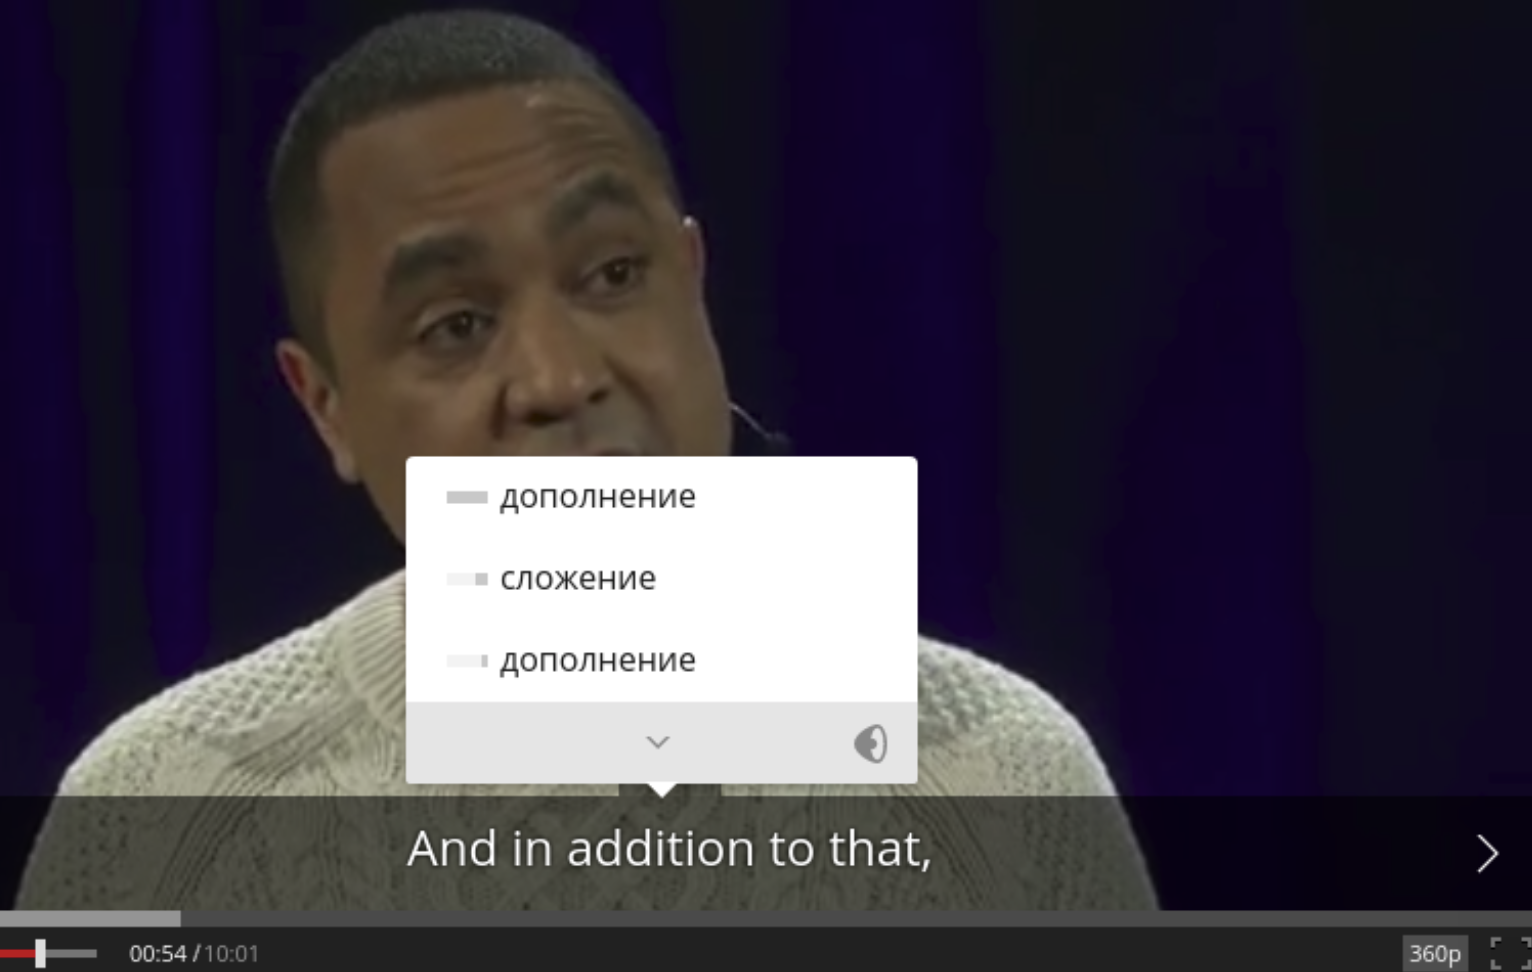 дополнение
сложение
дополнение
And in addition to that,
00:54 / 10:01
360p